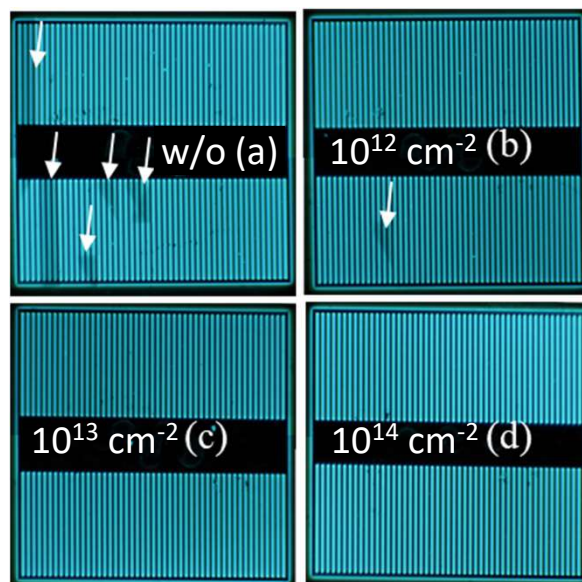 w/o (a)
10¹² cm⁻² (b)
10¹³ cm⁻² (c)
10¹⁴ cm⁻² (d)